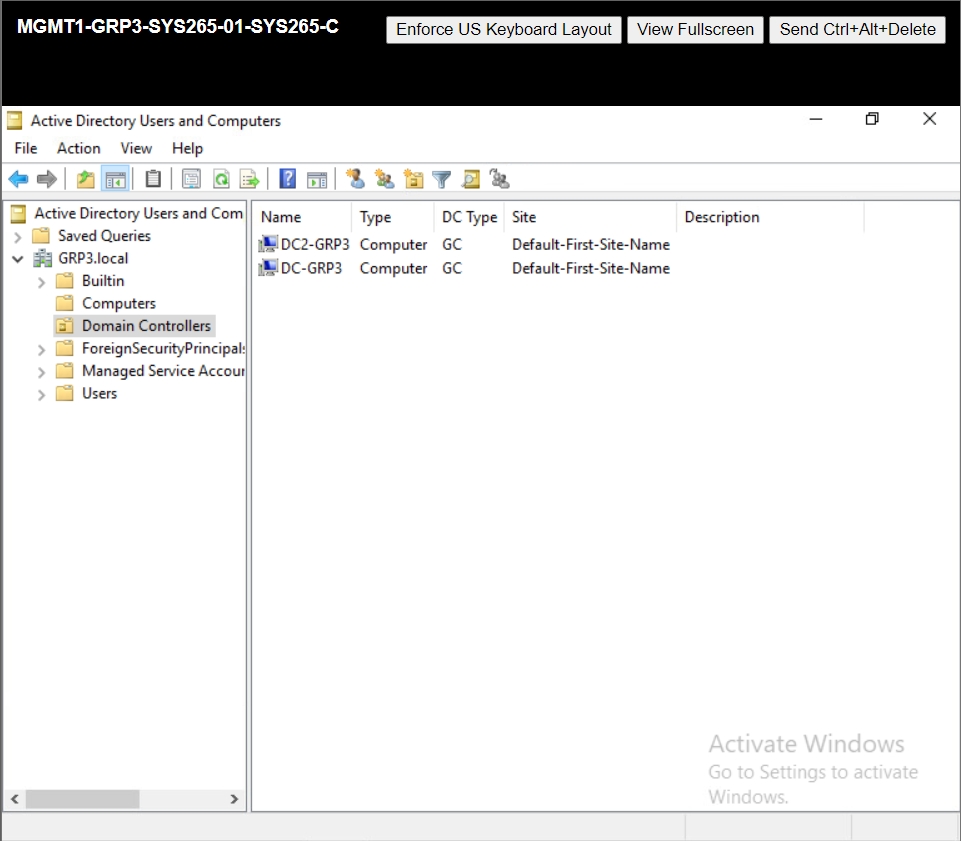 MGMT1-GRP3-SYS265-01-SYS265-C
Enforce US Keyboard Layout View Fullscreen Send Ctrl+Alt+Delete
Active Directory Users and Computers
File Action View Help
Active Directory Users and Com
Saved Queries
GRP3.local
Builtin
Computers
Domain Controllers
ForeignSecurityPrincipals
Managed Service Accour
Users
Name Type DC Type Site Description
DC2-GRP3 Computer GC Default-First-Site-Name
DC-GRP3 Computer GC Default-First-Site-Name
Activate Windows
Go to Settings to activate
Windows.